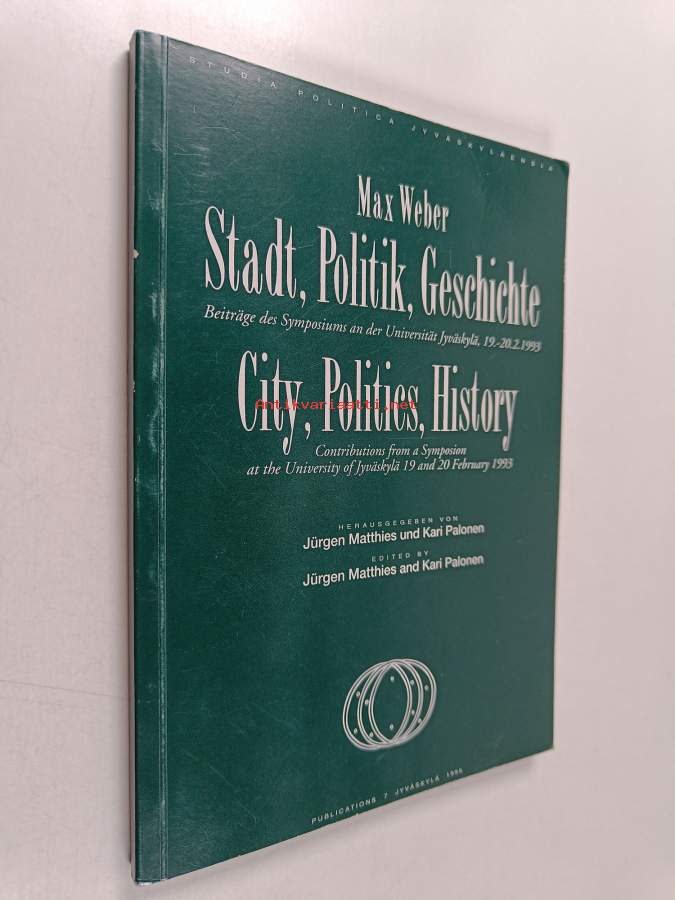 STUDIA POLITICA JYVÄSKYLÄENSIA
Max Weber
Stadt, Politik, Geschichte
Beiträge des Symposiums an der Universität Jyväskylä, 19.-20.2.1993
City, Politics, History
Antikvariaatti.net
Contributions from a Symposion
at the University of Jyväskylä 19 and 20 February 1993
HERAUSGEGEBEN VON
Jürgen Matthies und Kari Palonen
EDITED BY
Jürgen Matthies and Kari Palonen
PUBLICATIONS 7 JYVÄSKYLÄ 1995